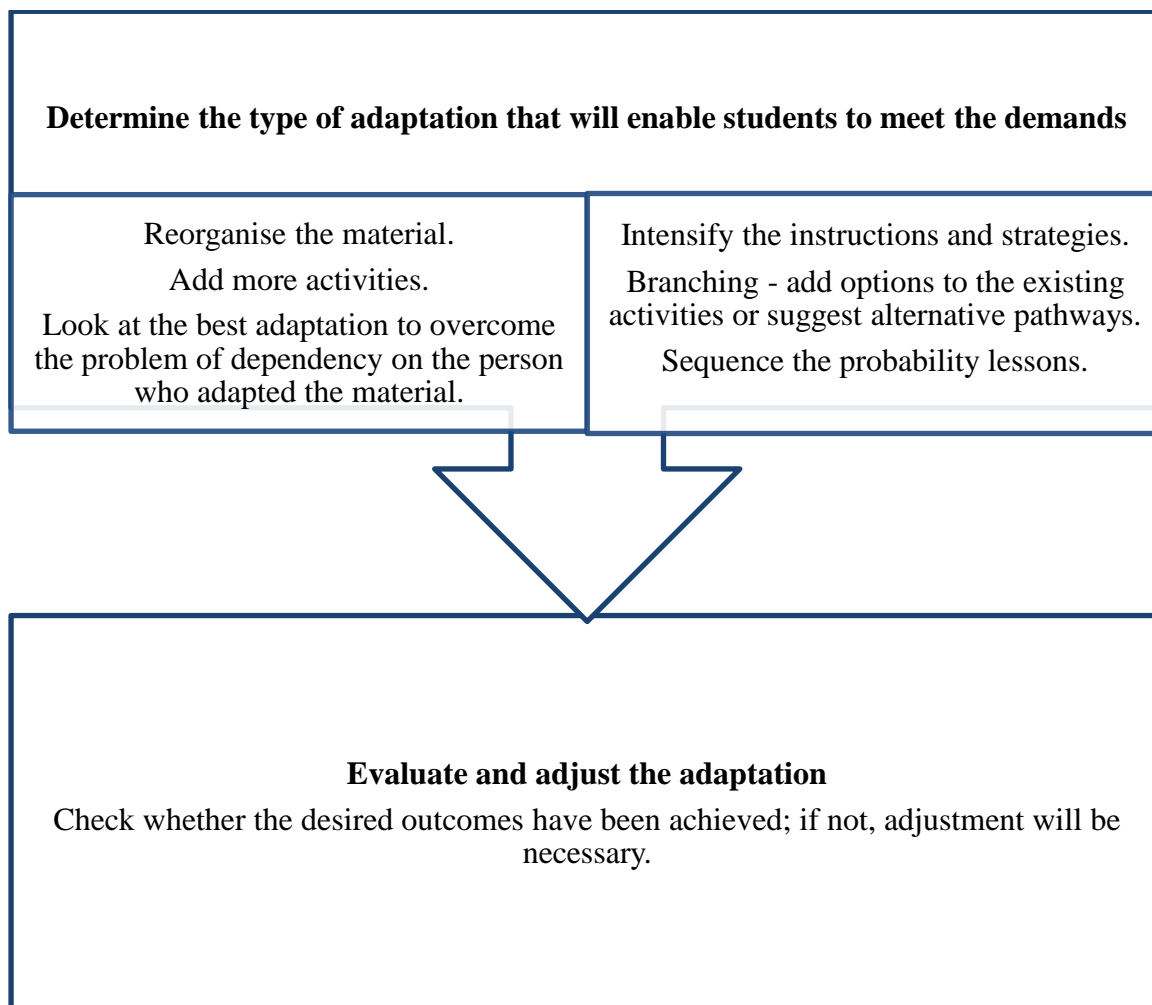 Determine the type of adaptation that will enable students to meet the demands
Reorganise the material.
Add more activities.
Look at the best adaptation to overcome
the problem of dependency on the person
who adapted the material.
Intensify the instructions and strategies.
Branching - add options to the existing
activities or suggest alternative pathways.
Sequence the probability lessons.
Evaluate and adjust the adaptation
Check whether the desired outcomes have been achieved; if not, adjustment will be
necessary.